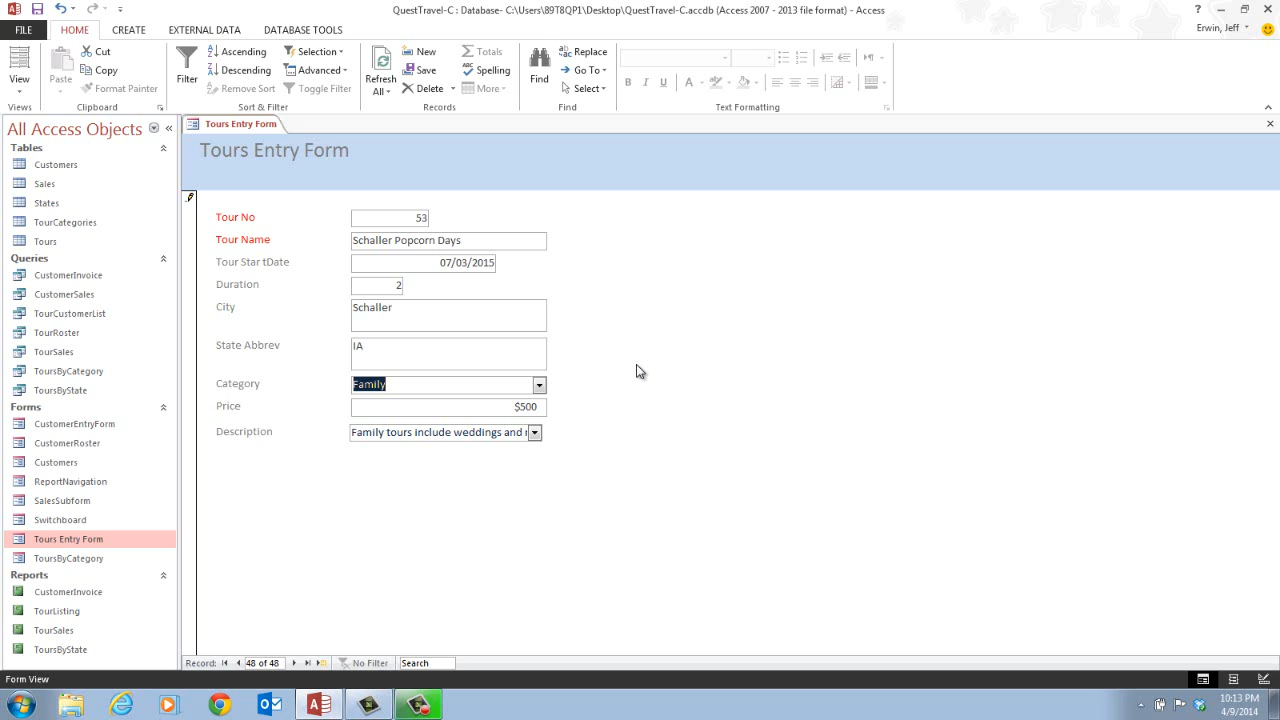 QuestTravel-C : Database- C:\Users\89T8QP1\Desktop\QuestTravel-C.accdb (Access 2007 - 2013 file format) - Access
FILE HOME CREATE EXTERNAL DATA DATABASE TOOLS
Erwin, Jeff
View
Views
Paste
Cut
Copy
Format Painter
Clipboard
Filter
Ascending
Descending
Remove Sort
Selection
Advanced
Toggle Filter
Sort & Filter
Refresh
All
New
Save
Delete
Totals
Spelling
More
Records
Find
Replace
Go To
Select
Find
B I U A
Text Formatting
All Access Objects
Tables
Customers
Sales
States
TourCategories
Tours
Queries
CustomerInvoice
CustomerSales
TourCustomerList
TourRoster
TourSales
ToursByCategory
ToursByState
Forms
CustomerEntryForm
CustomerRoster
Customers
ReportNavigation
SalesSubform
Switchboard
Tours Entry Form
ToursByCategory
Reports
CustomerInvoice
TourListing
TourSales
ToursByState
Tours Entry Form
Tours Entry Form
Tour No 53
Tour Name Schaller Popcorn Days
Tour StartDate 07/03/2015
Duration 2
City Schaller
State Abbrev IA
Category Family
Price $500
Description Family tours include weddings and
Record: 48 of 48 No Filter Search
Form View
10:13 PM
4/9/2014